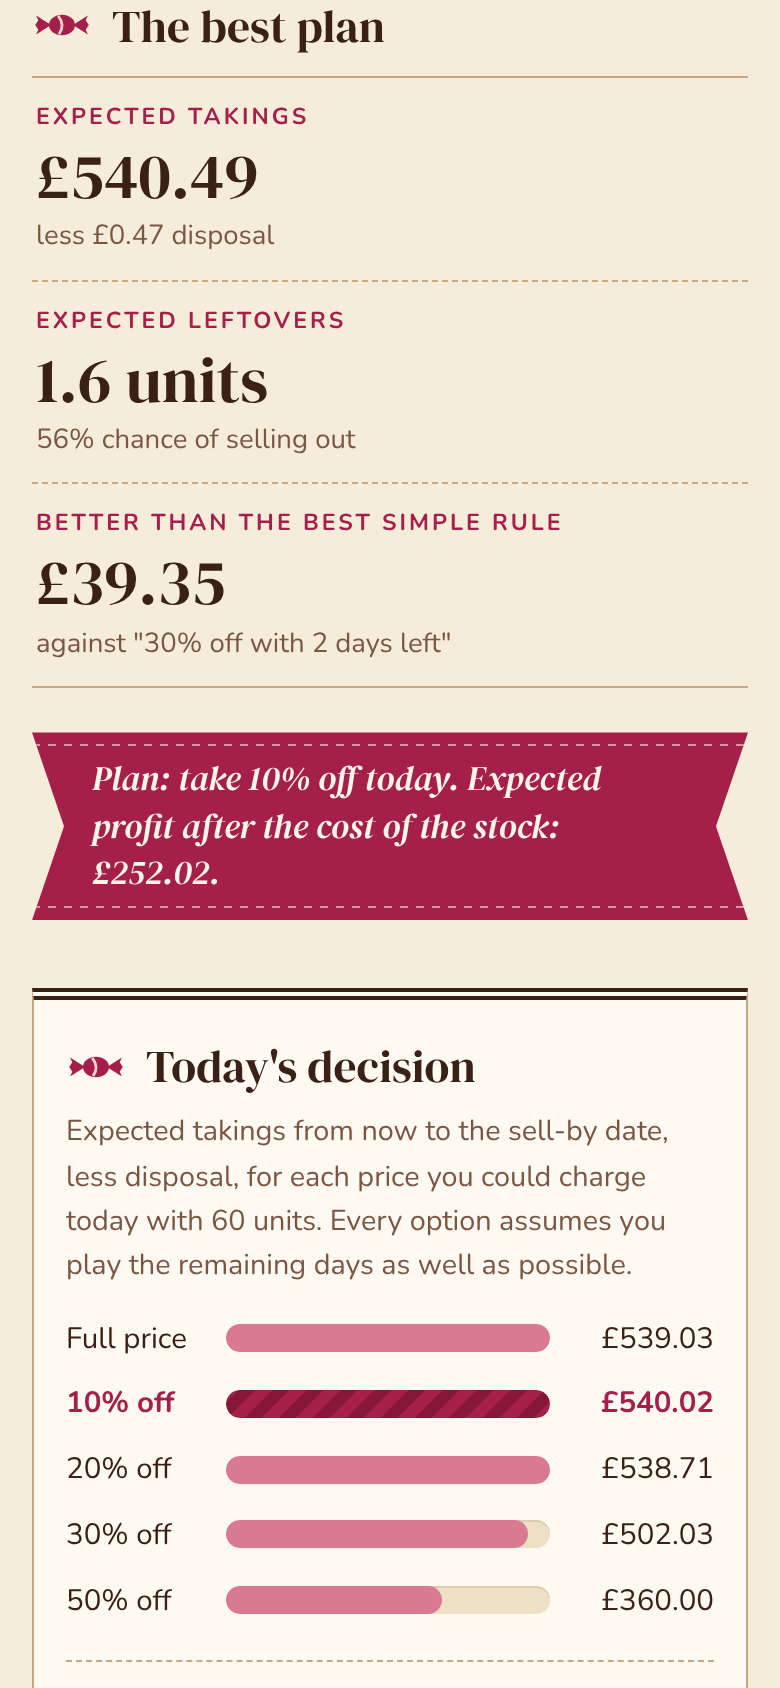 The best plan
EXPECTED TAKINGS
£540.49
less £0.47 disposal
EXPECTED LEFTOVERS
1.6 units
56% chance of selling out
BETTER THAN THE BEST SIMPLE RULE
£39.35
against "30% off with 2 days left"
Plan: take 10% off today. Expected
profit after the cost of the stock:
£252.02.
Today's decision
Expected takings from now to the sell-by date,
less disposal, for each price you could charge
today with 60 units. Every option assumes you
play the remaining days as well as possible.
Full price £539.03
10% off £540.02
20% off £538.71
30% off £502.03
50% off £360.00